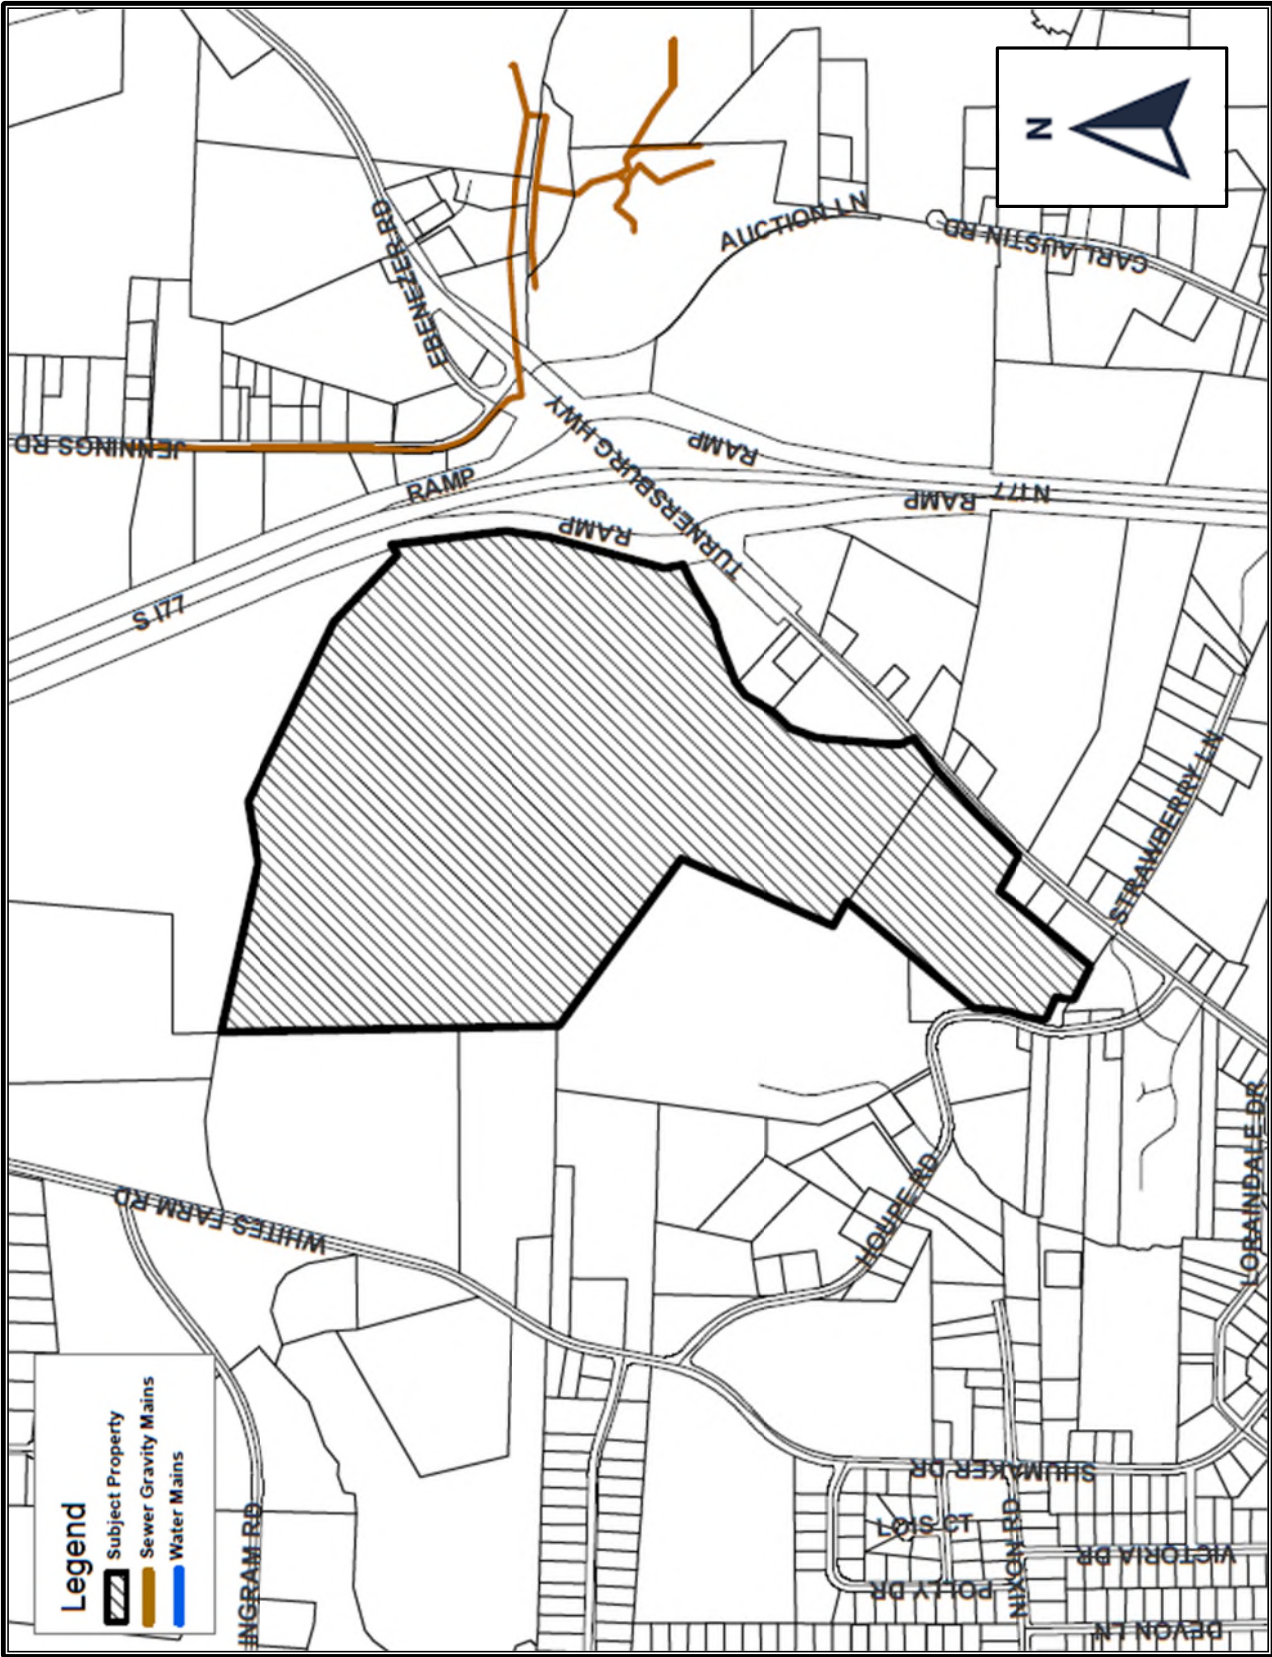 N
EBENEZER RD
AUCTION LN
CARL AUSTIN RD
JENNINGS RD
RAMP
TURNERSBURG HWY
RAMP
RAMP
N I77
RAMP
S I77
STRAWBERRY LN
WHITES FARM RD
HOUPE RD
LORAINDALE DR
INGRAM RD
SHUMAKER DR
LOIS CT
NIXON RD
POLLY DR
VICTORIA DR
DEVON LN
Legend
Subject Property
Sewer Gravity Mains
Water Mains